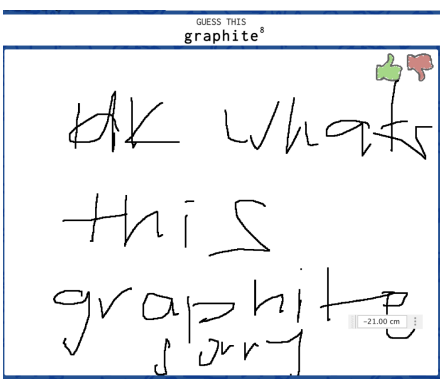 GUESS THIS
graphite⁸
idk whats
this
graphite
-21.00 cm
sorry